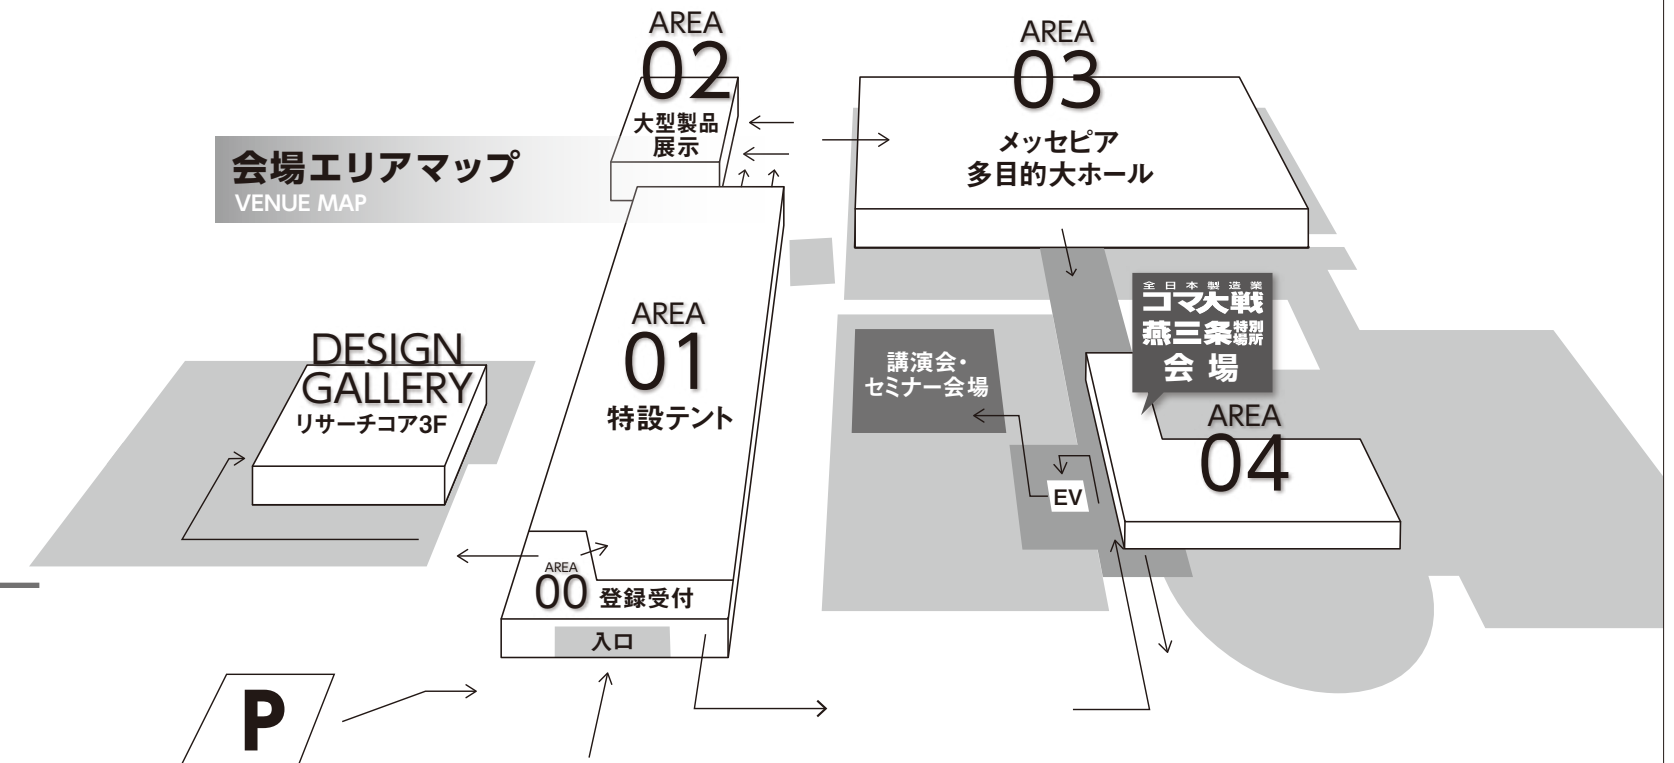 会場エリアマップ
VENUE MAP
AREA
02
大型製品
展示
AREA
03
メッセピア
多目的大ホール
AREA
01
特設テント
DESIGN
GALLERY
リサーチコア3F
講演会・
セミナー会場
全日本製造業
コマ大戦
燕三条特別場所
会場
AREA
04
EV
AREA
00 登録受付
入口
P